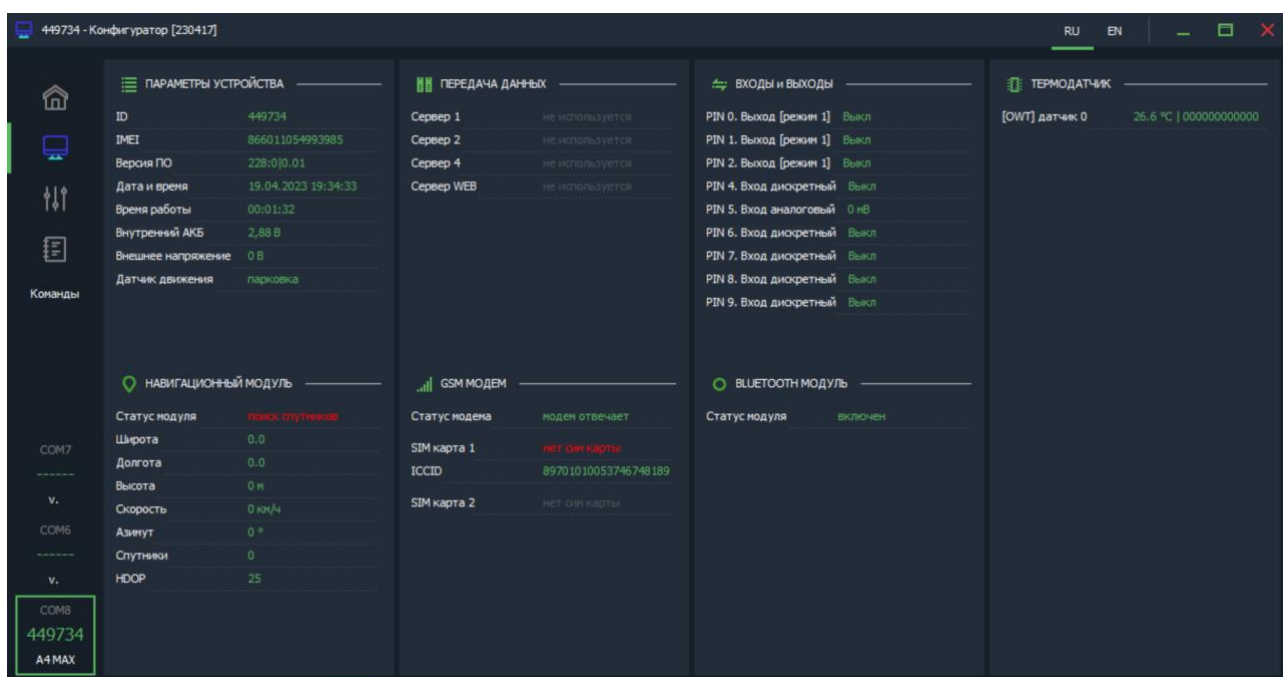 449734 - Конфигуратор [230417]
RU EN
Команды
COM7
------
v.
COM6
------
v.
COM8
449734
A4 MAX
ПАРАМЕТРЫ УСТРОЙСТВА
ID 449734
IMEI 866011054993985
Версия ПО 228:0|0.01
Дата и время 19.04.2023 19:34:33
Время работы 00:01:32
Внутренний АКБ 2,88 В
Внешнее напряжение 0 В
Датчик движения парковка
ПЕРЕДАЧА ДАННЫХ
Сервер 1 не используется
Сервер 2 не используется
Сервер 4 не используется
Сервер WEB не используется
ВХОДЫ и ВЫХОДЫ
PIN 0. Выход [режим 1] Выкл
PIN 1. Выход [режим 1] Выкл
PIN 2. Выход [режим 1] Выкл
PIN 4. Вход дискретный Выкл
PIN 5. Вход аналоговый 0 мВ
PIN 6. Вход дискретный Выкл
PIN 7. Вход дискретный Выкл
PIN 8. Вход дискретный Выкл
PIN 9. Вход дискретный Выкл
ТЕРМОДАТЧИК
[OWT] датчик 0 26.6 °C | 000000000000
НАВИГАЦИОННЫЙ МОДУЛЬ
Статус модуля поиск спутников
Широта 0.0
Долгота 0.0
Высота 0 м
Скорость 0 км/ч
Азимут 0 °
Спутники 0
HDOP 25
GSM МОДЕМ
Статус модема модем отвечает
SIM карта 1 нет сим карты
ICCID 89701010053746748189
SIM карта 2 нет сим карты
BLUETOOTH МОДУЛЬ
Статус модуля включен